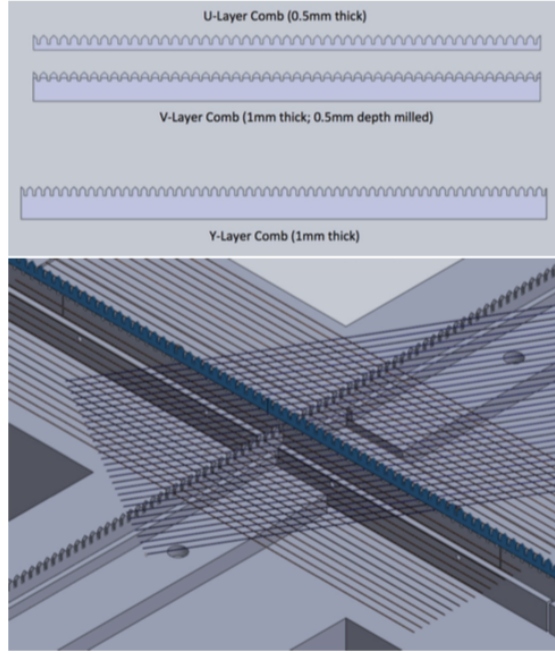 U-Layer Comb (0.5mm thick)
V-Layer Comb (1mm thick; 0.5mm depth milled)
Y-Layer Comb (1mm thick)